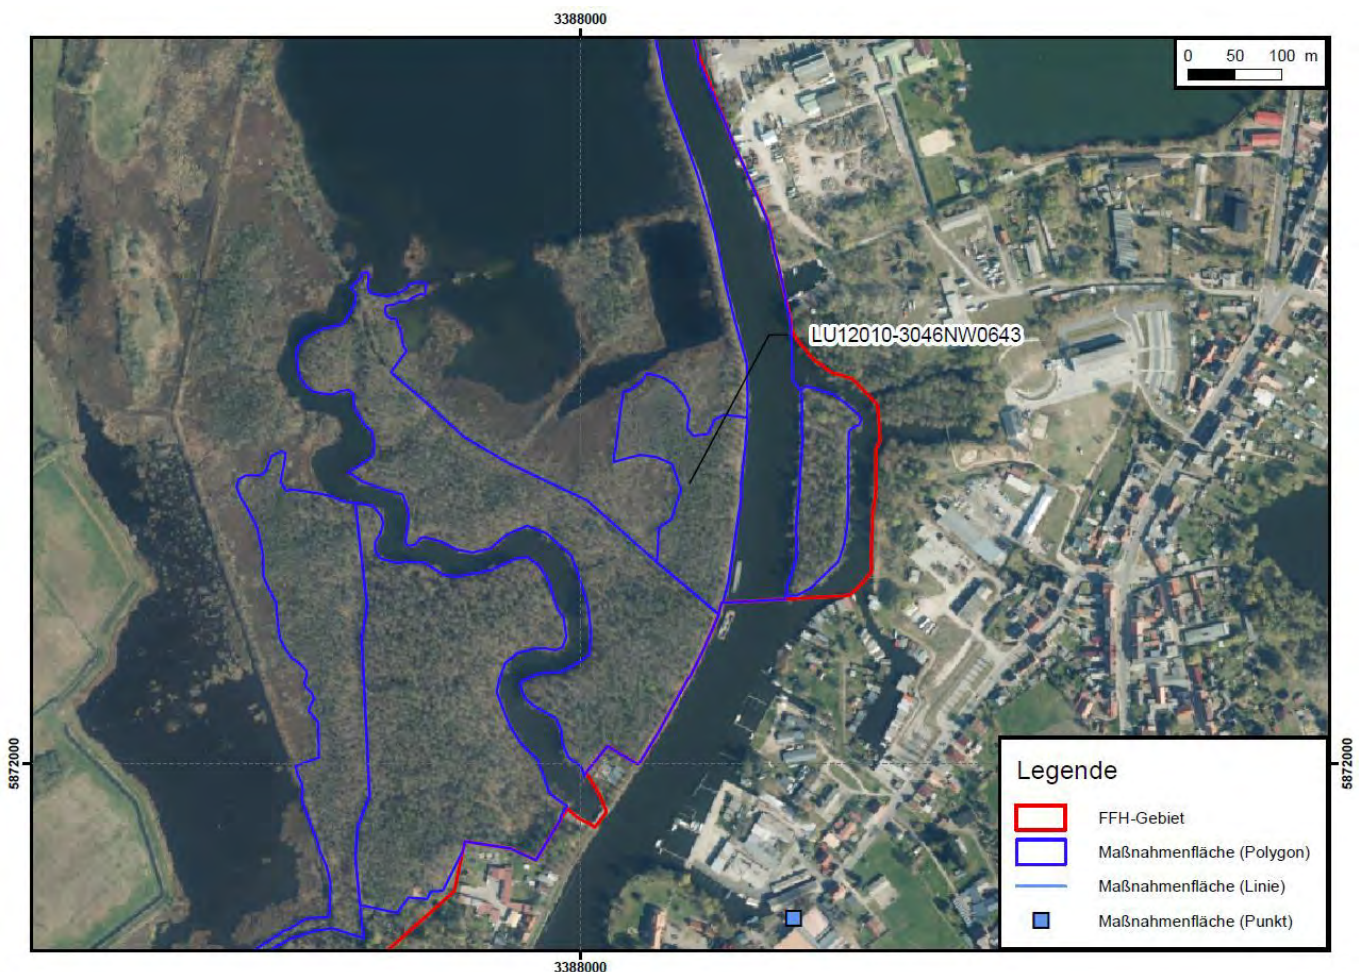 3388000
0 50 100 m
LU12010-3046NW0643
5872000
5872000
Legende
FFH-Gebiet
Maßnahmenfläche (Polygon)
Maßnahmenfläche (Linie)
Maßnahmenfläche (Punkt)
3388000